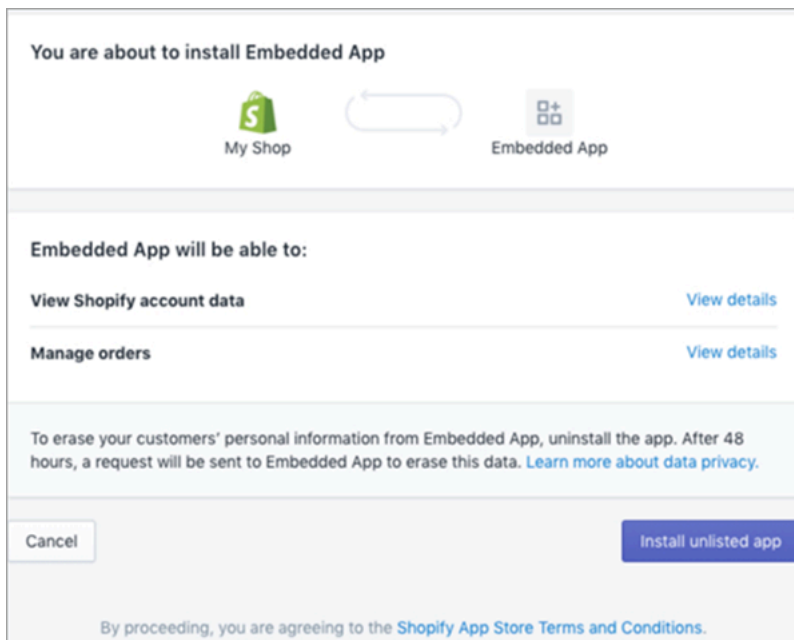 You are about to install Embedded App
My Shop
Embedded App
Embedded App will be able to:
View Shopify account data
View details
Manage orders
View details
To erase your customers' personal information from Embedded App, uninstall the app. After 48
hours, a request will be sent to Embedded App to erase this data. Learn more about data privacy.
Cancel
Install unlisted app
By proceeding, you are agreeing to the Shopify App Store Terms and Conditions.